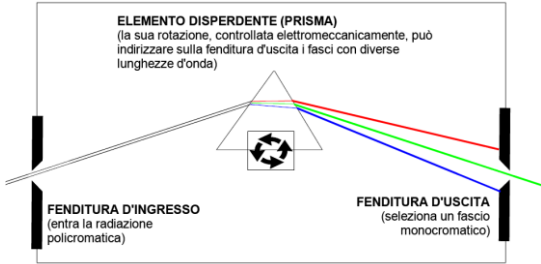 ELEMENTO DISPERDENTE (PRISMA)
(la sua rotazione, controllata elettromeccanicamente, può
indirizzare sulla fenditura d'uscita i fasci con diverse
lunghezze d'onda)
FENDITURA D'INGRESSO
(entra la radiazione
policromatica)
FENDITURA D'USCITA
(seleziona un fascio
monocromatico)